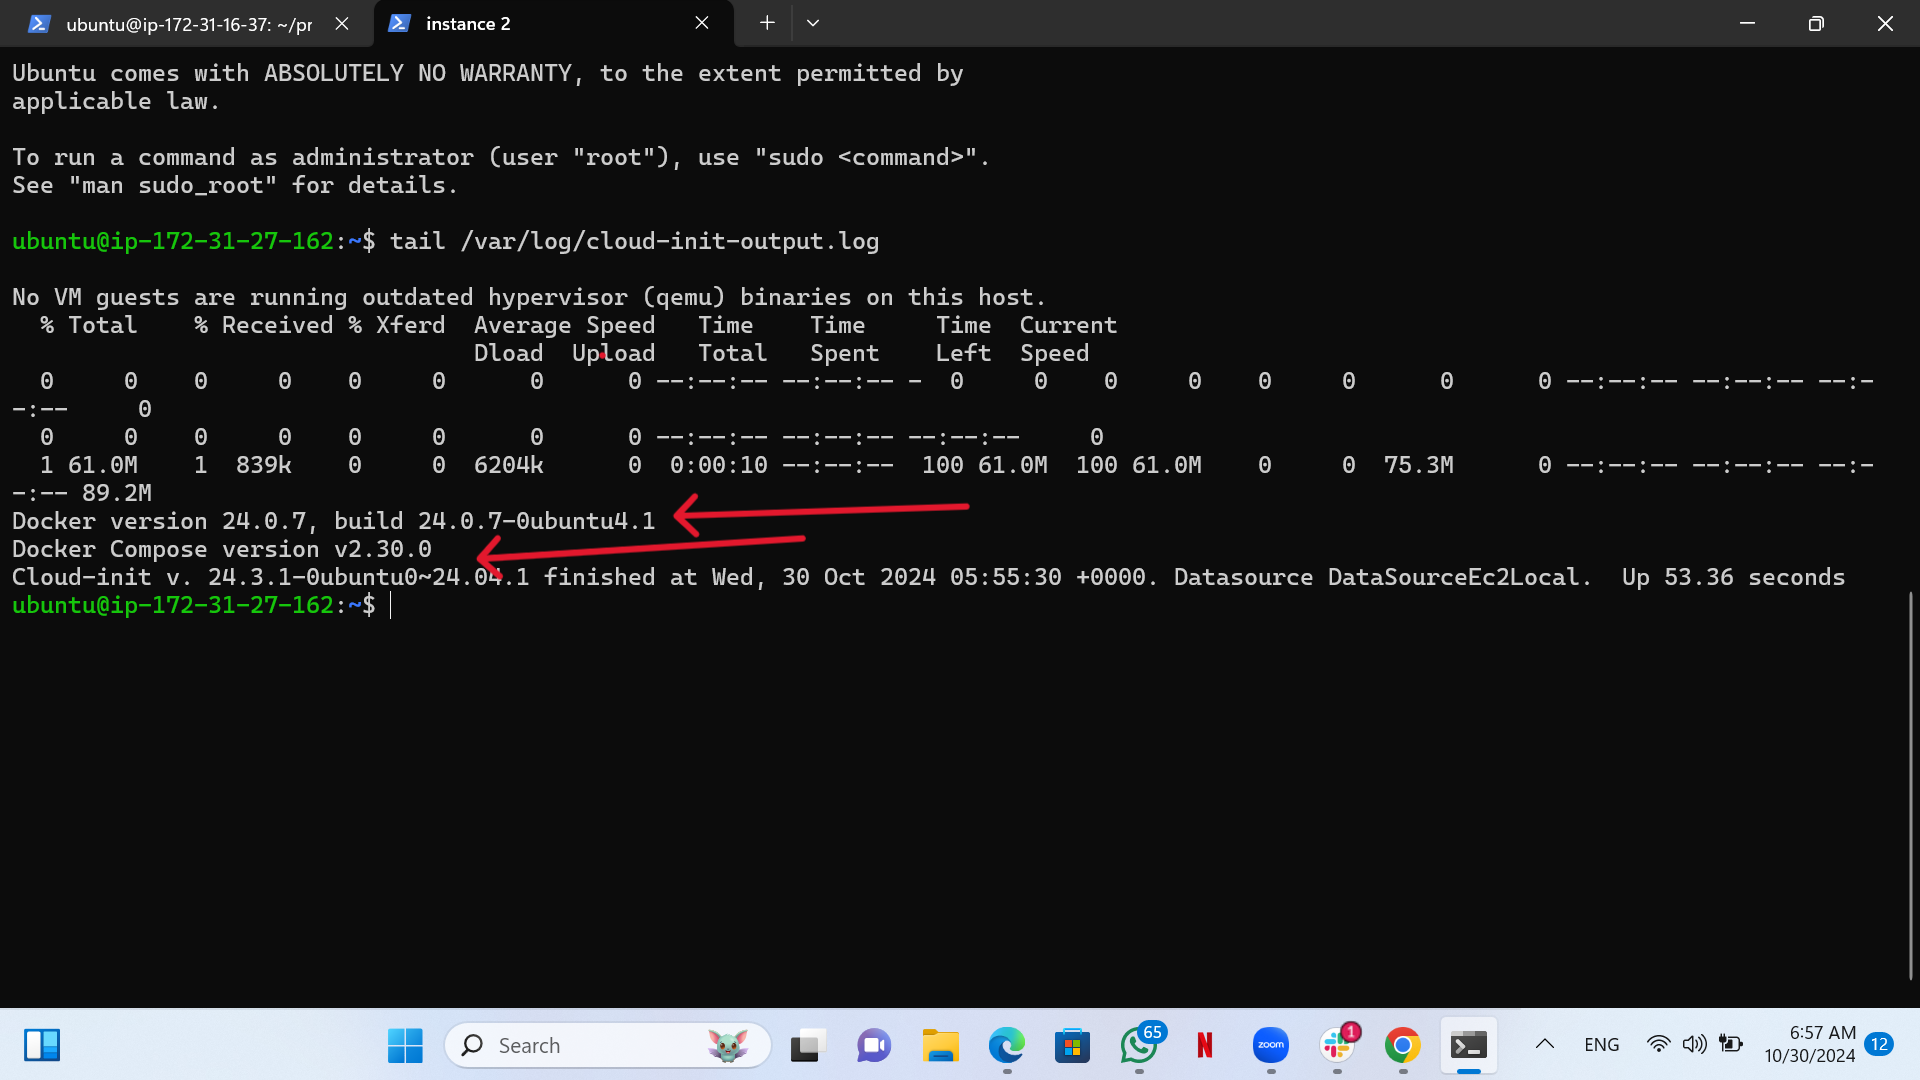 ubuntu@ip-172-31-16-37: ~/pr
instance 2
Ubuntu comes with ABSOLUTELY NO WARRANTY, to the extent permitted by
applicable law.
To run a command as administrator (user "root"), use "sudo <command>".
See "man sudo_root" for details.
ubuntu@ip-172-31-27-162:~$ tail /var/log/cloud-init-output.log
No VM guests are running outdated hypervisor (qemu) binaries on this host.
% Total    % Received % Xferd  Average Speed   Time    Time     Time  Current
Dload  Upload   Total   Spent    Left  Speed
0     0    0     0    0     0      0      0 --:--:-- --:--:-- -  0     0    0     0    0     0      0      0 --:--:-- --:--:-- --:-
-:--     0
0     0    0     0    0     0      0      0 --:--:-- --:--:-- --:--:--     0
1 61.0M    1  839k    0     0  6204k      0  0:00:10 --:--:--  100 61.0M  100 61.0M    0     0  75.3M      0 --:--:-- --:--:-- --:-
-:-- 89.2M
Docker version 24.0.7, build 24.0.7-0ubuntu4.1
Docker Compose version v2.30.0
Cloud-init v. 24.3.1-0ubuntu0~24.04.1 finished at Wed, 30 Oct 2024 05:55:30 +0000. Datasource DataSourceEc2Local.  Up 53.36 seconds
ubuntu@ip-172-31-27-162:~$
Search
65
N
zoom
1
ENG
6:57 AM
10/30/2024
12